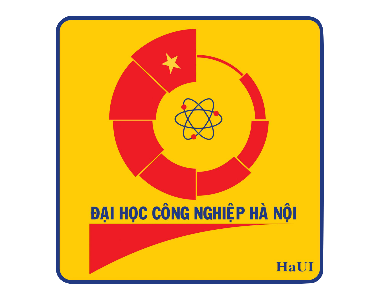 ĐẠI HỌC CÔNG NGHIỆP HÀ NỘI
HaUI